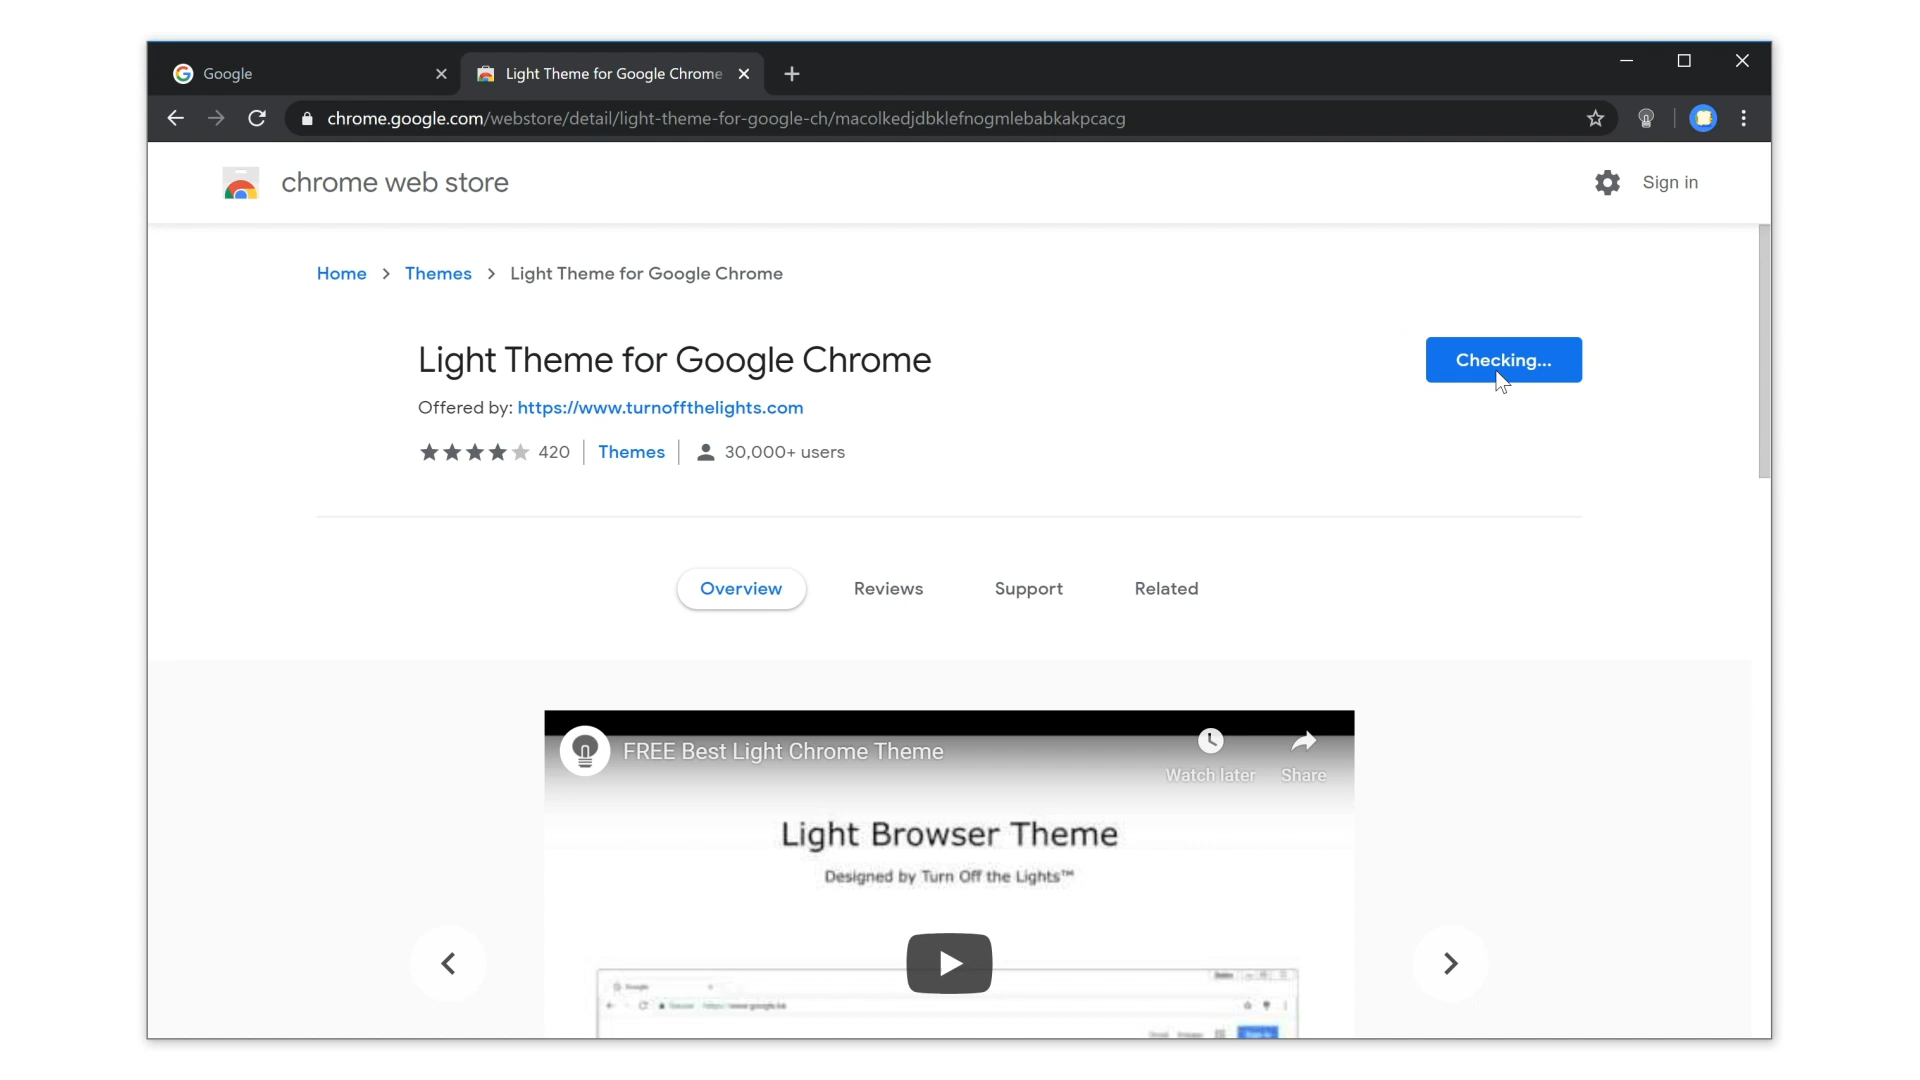 Google
Light Theme for Google Chrome
chrome.google.com/webstore/detail/light-theme-for-google-ch/macolkedjdbklefnogmlebabkakpcacg
chrome web store
Sign in
Home > Themes > Light Theme for Google Chrome
Light Theme for Google Chrome
Checking...
Offered by: https://www.turnoffthelights.com
420 Themes 30,000+ users
Overview Reviews Support Related
FREE Best Light Chrome Theme
Watch later Share
Light Browser Theme
Designed by Turn Off the Lights™
Google